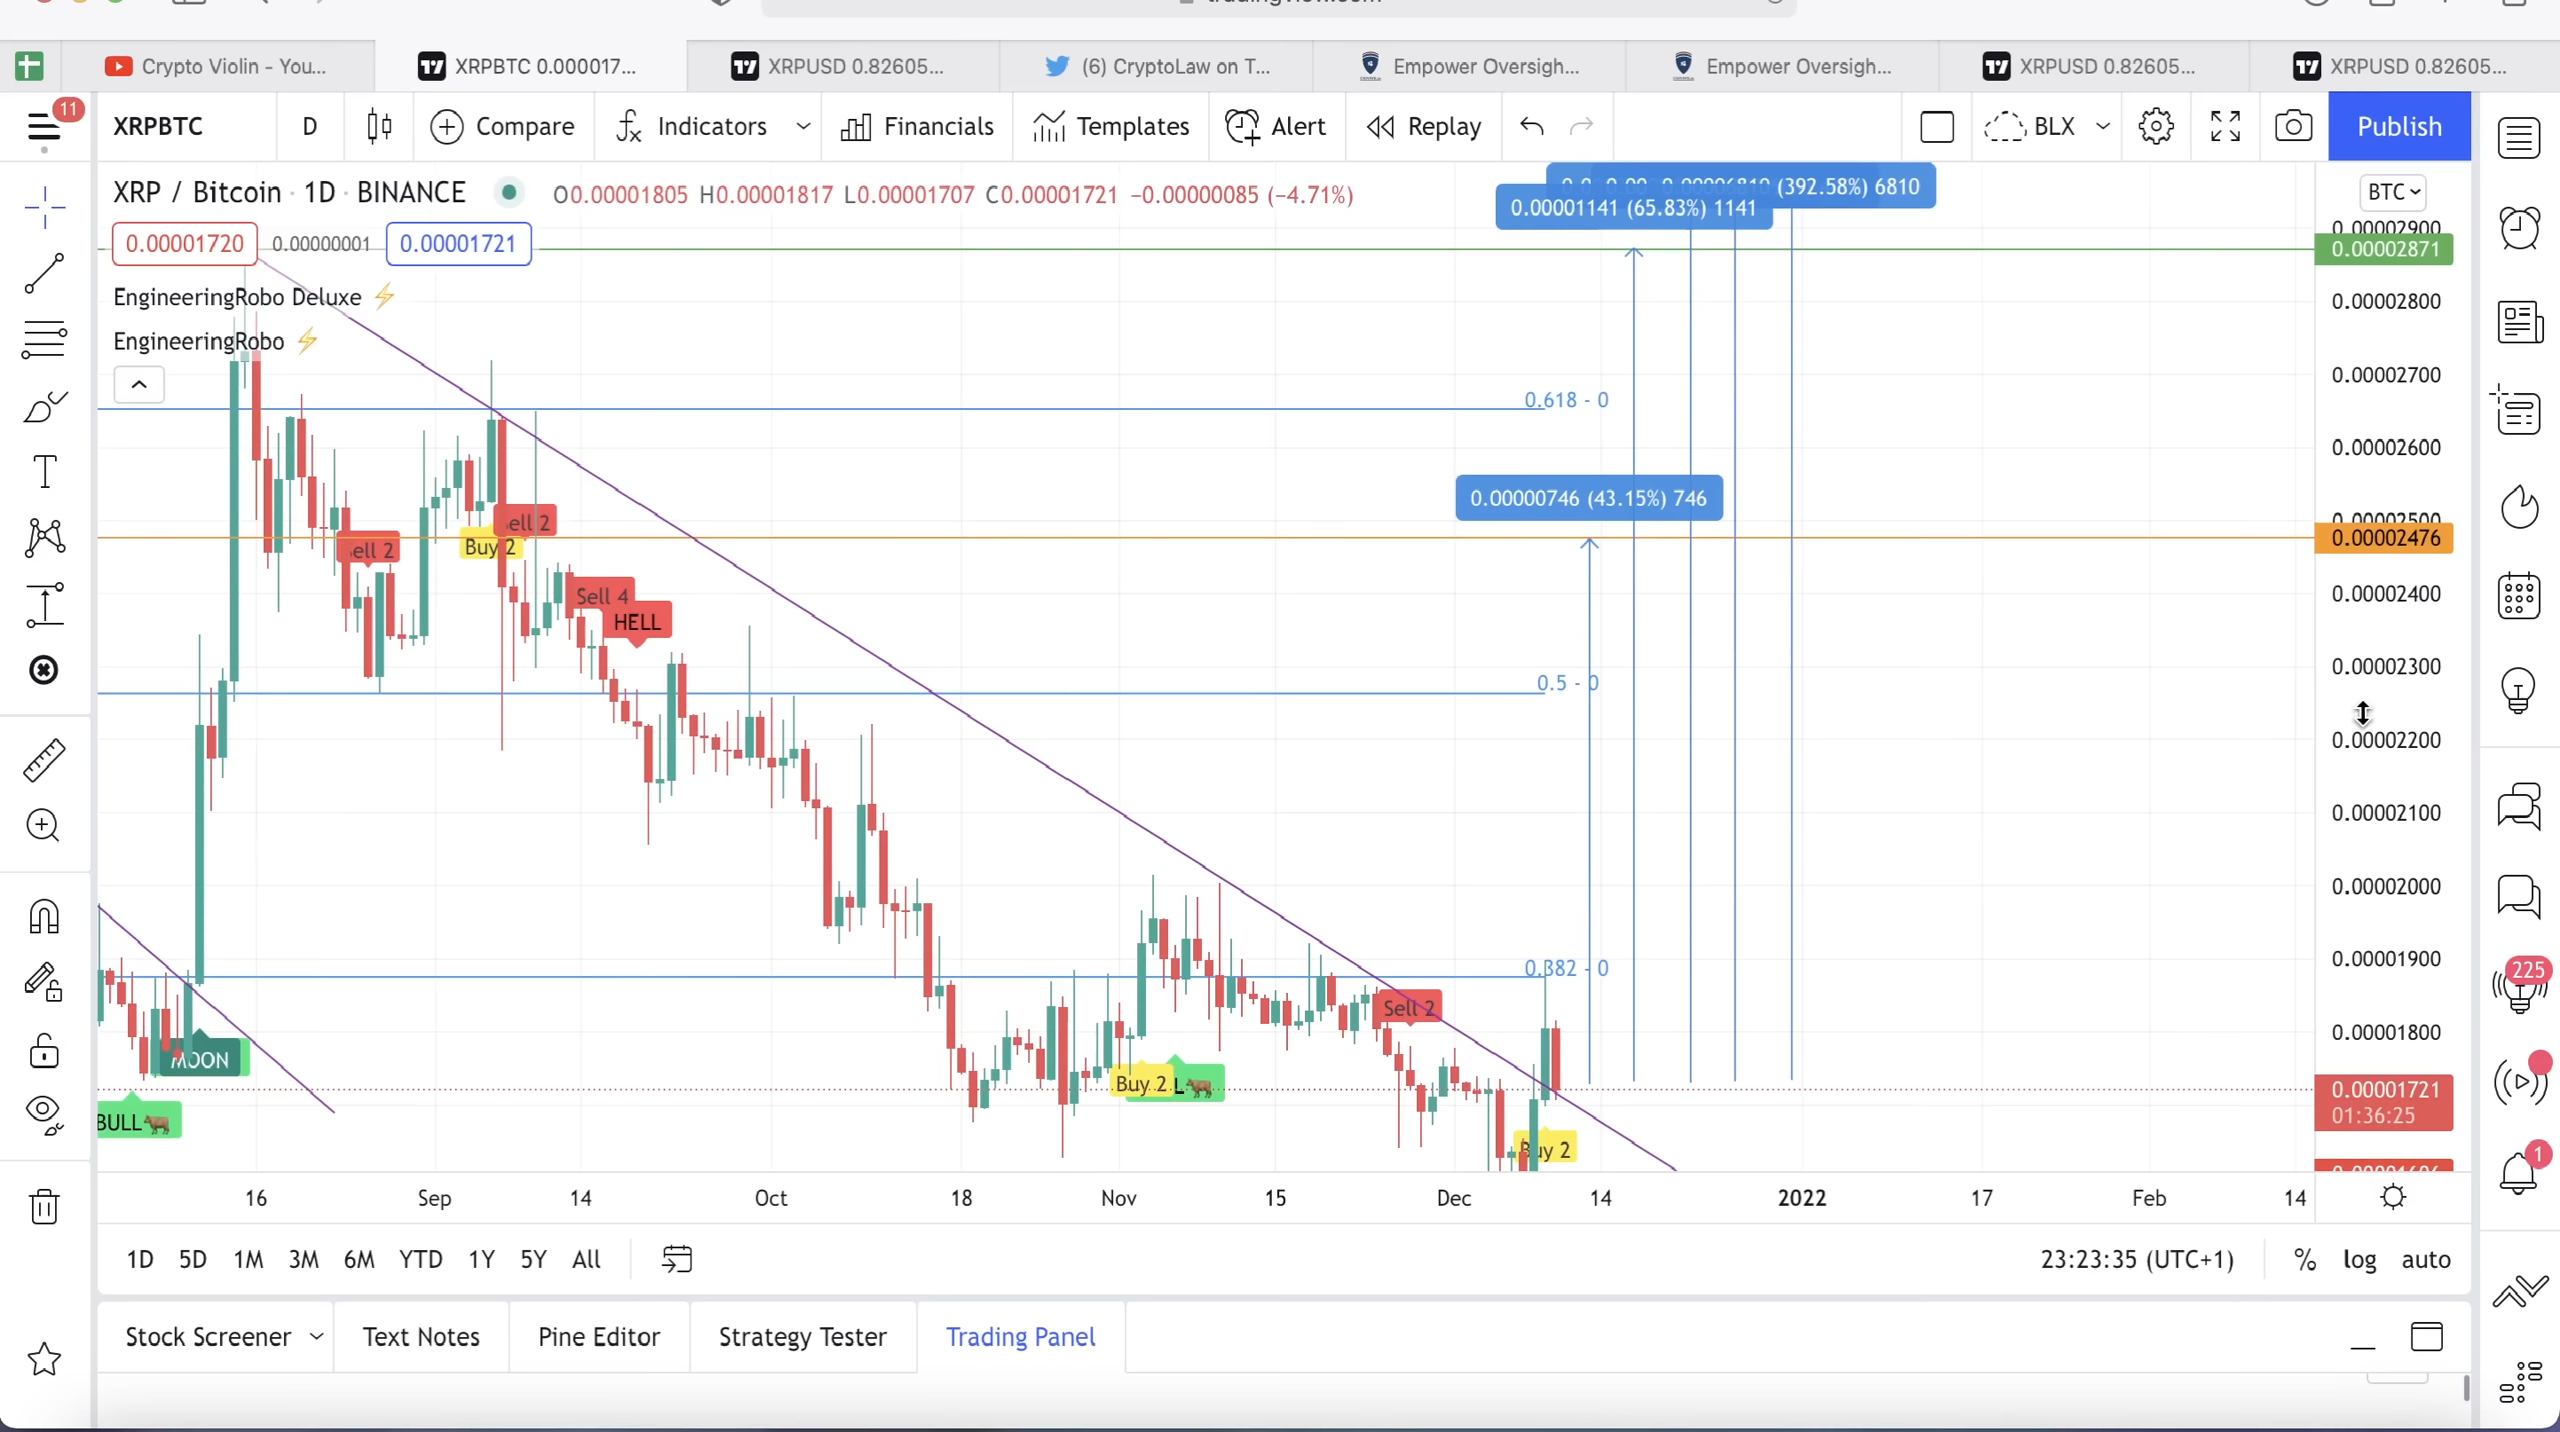 Crypto Violin - You...
XRPBTC 0.000017...
XRPUSD 0.82605...
(6) CryptoLaw on T...
Empower Oversigh...
Empower Oversigh...
XRPUSD 0.82605...
XRPUSD 0.82605...
11
XRPBTC
D
Compare
Indicators
Financials
Templates
Alert
Replay
BLX
Publish
XRP / Bitcoin · 1D · BINANCE
O0.00001805 H0.00001817 L0.00001707 C0.00001721 −0.00000085 (−4.71%)
0.00001720
0.00000001
0.00001721
EngineeringRobo Deluxe ⚡
EngineeringRobo ⚡
(392.58%) 6810
0.00001141 (65.83%) 1141
0.00000746 (43.15%) 746
0.618 - 0
0.5 - 0
0.382 - 0
ell 2
Buy 2
ell 2
Sell 4
HELL
MOON
BULL🐂
Buy 2
L🐂
Sell 2
Buy 2
BTC
0.00002900
0.00002871
0.00002800
0.00002700
0.00002600
0.00002500
0.00002476
0.00002400
0.00002300
0.00002200
0.00002100
0.00002000
0.00001900
0.00001800
0.00001721
01:36:25
225
1
16
Sep
14
Oct
18
Nov
15
Dec
14
2022
17
Feb
14
1D
5D
1M
3M
6M
YTD
1Y
5Y
All
23:23:35 (UTC+1)
%
log
auto
Stock Screener
Text Notes
Pine Editor
Strategy Tester
Trading Panel